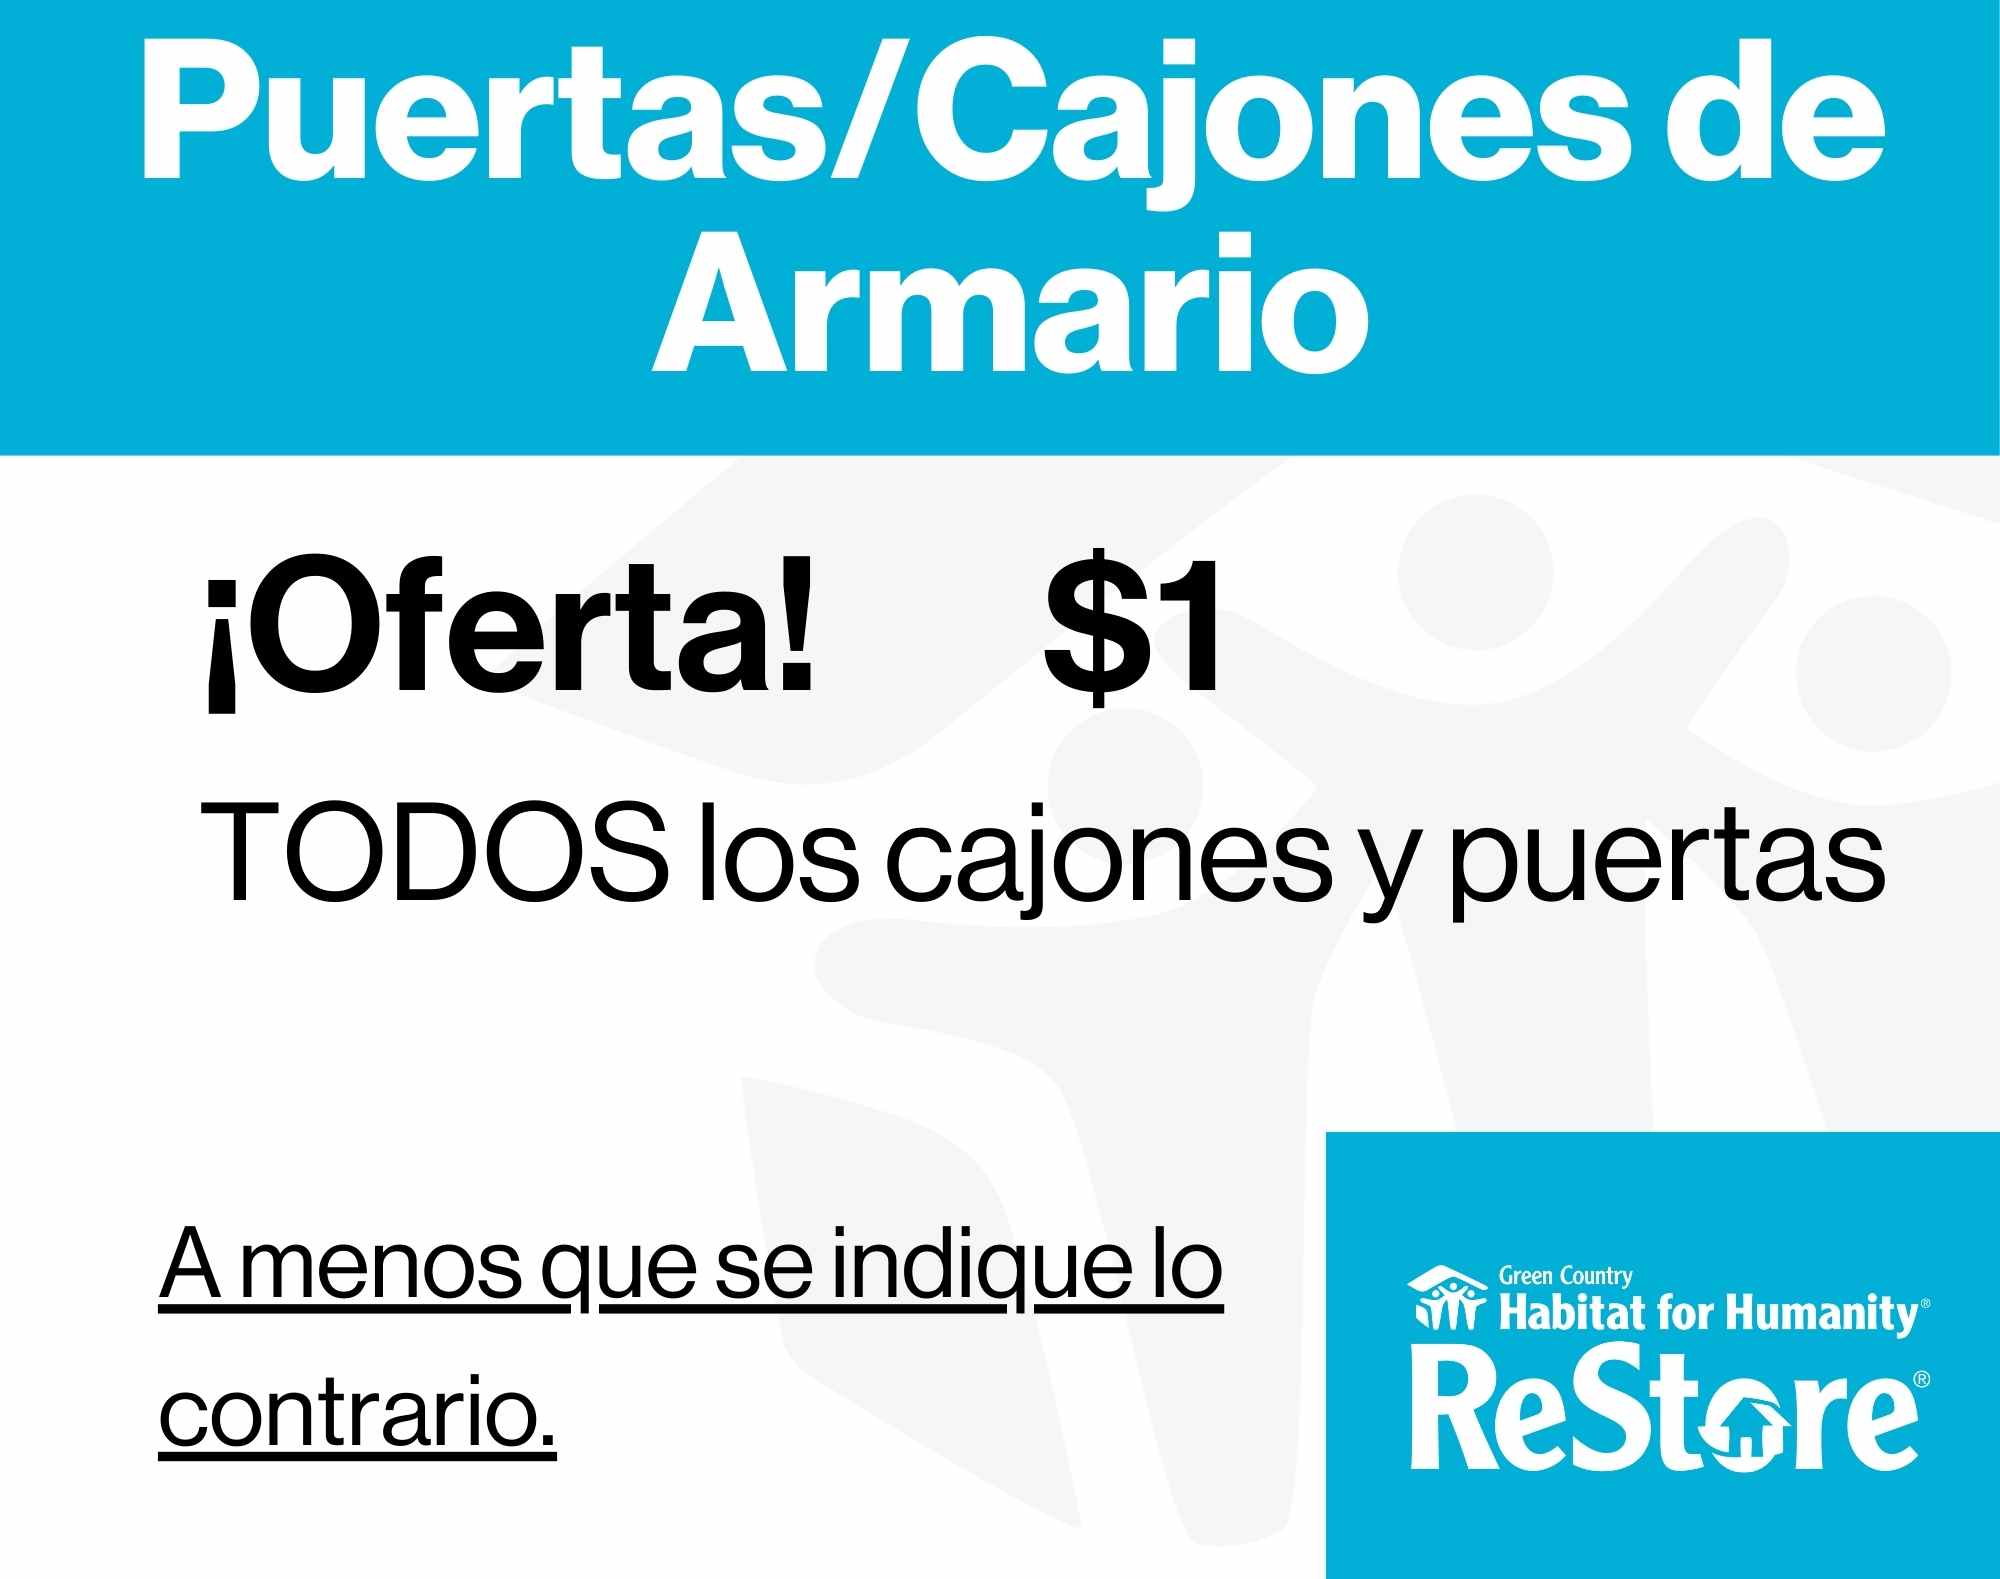 Puertas/Cajones de
Armario
¡Oferta! $1
TODOS los cajones y puertas
A menos que se indique lo
contrario.
Green Country
Habitat for Humanity®
ReStore®